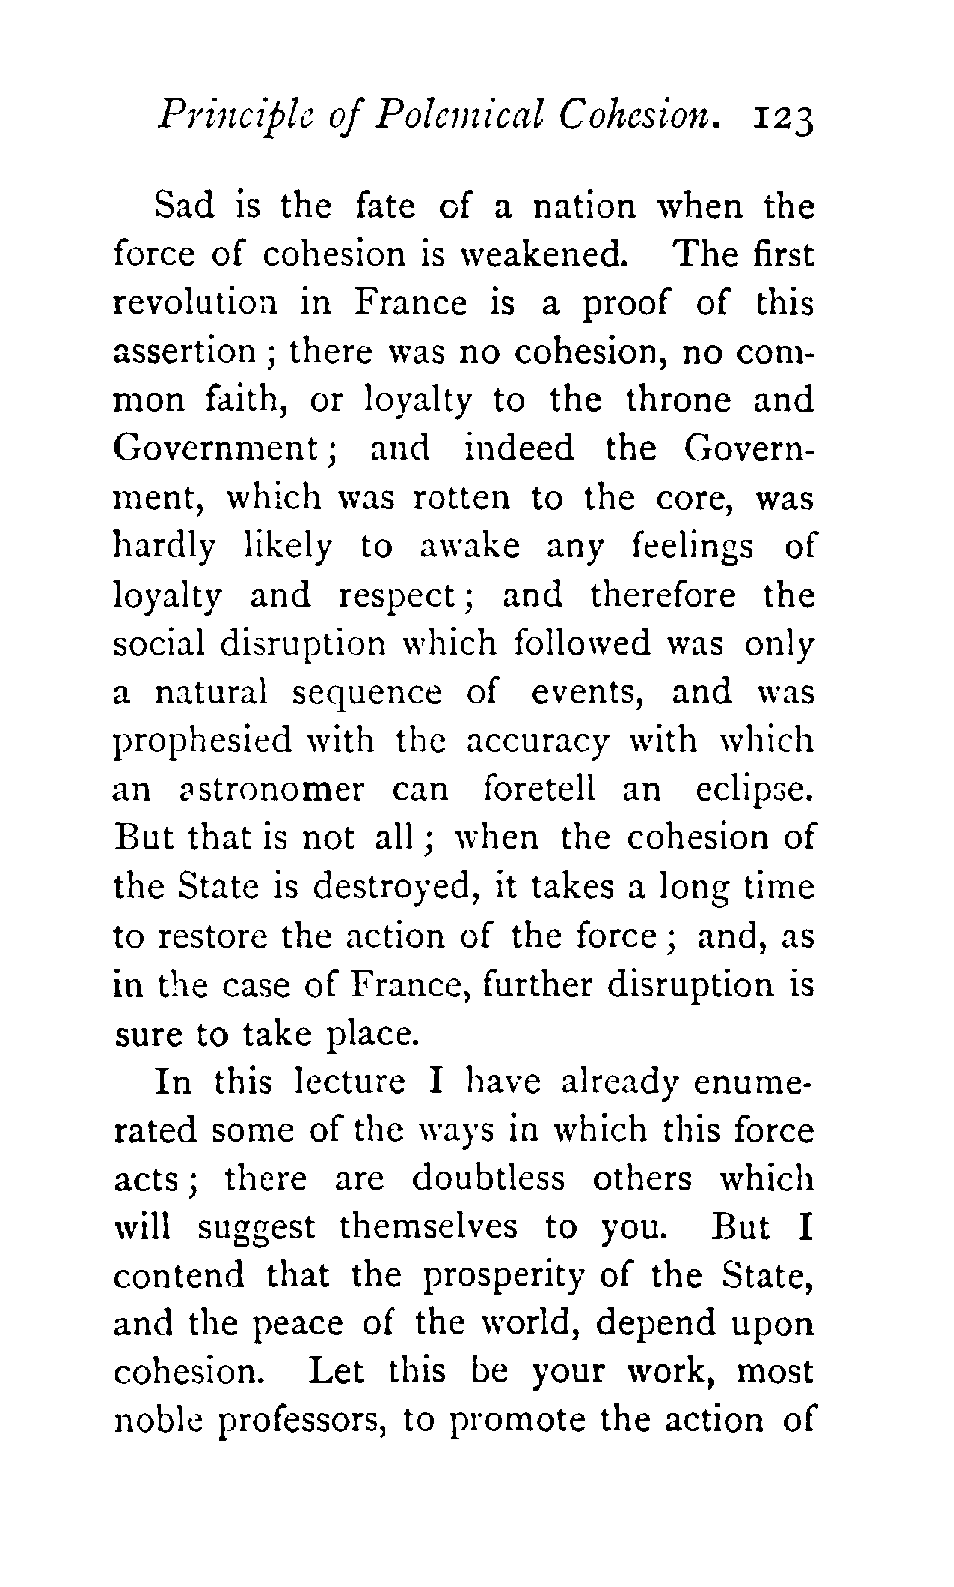 Principle of Polemical Cohesion. 123
Sad is the fate of a nation when the
force of cohesion is weakened. The first
revolution in France is a proof of this
assertion ; there was no cohesion, no com-
mon faith, or loyalty to the throne and
Government ; and indeed the Govern-
ment, which was rotten to the core, was
hardly likely to awake any feelings of
loyalty and respect ; and therefore the
social disruption which followed was only
a natural sequence of events, and was
prophesied with the accuracy with which
an astronomer can foretell an eclipse.
But that is not all ; when the cohesion of
the State is destroyed, it takes a long time
to restore the action of the force ; and, as
in the case of France, further disruption is
sure to take place.
In this lecture I have already enume-
rated some of the ways in which this force
acts ; there are doubtless others which
will suggest themselves to you. But I
contend that the prosperity of the State,
and the peace of the world, depend upon
cohesion. Let this be your work, most
noble professors, to promote the action of